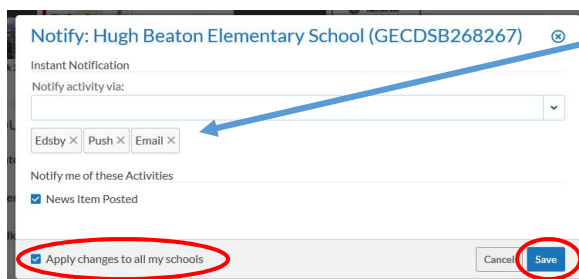 Notify: Hugh Beaton Elementary School (GECDSB268267)
Instant Notification
Notify activity via:
Edsby × Push × Email ×
Notify me of these Activities
News Item Posted
Apply changes to all my schools
Cancel Save